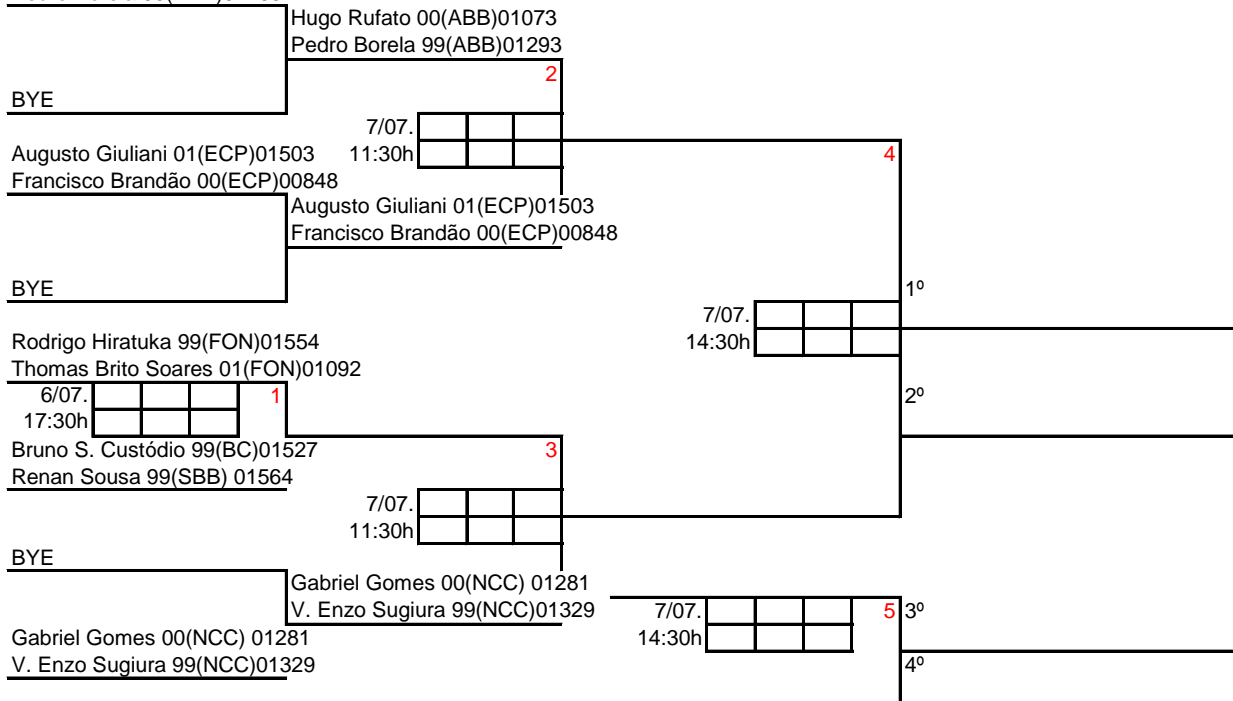 Hugo Rufato 00(ABB)01073
Pedro Borela 99(ABB)01293
2
BYE
7/07.
11:30h
Augusto Giuliani 01(ECP)01503
Francisco Brandão 00(ECP)00848
4
Augusto Giuliani 01(ECP)01503
Francisco Brandão 00(ECP)00848
BYE
1º
7/07.
14:30h
Rodrigo Hiratuka 99(FON)01554
Thomas Brito Soares 01(FON)01092
6/07.
17:30h
1
2º
Bruno S. Custódio 99(BC)01527
Renan Sousa 99(SBB) 01564
3
7/07.
11:30h
BYE
Gabriel Gomes 00(NCC) 01281
V. Enzo Sugiura 99(NCC)01329
7/07.
14:30h
5
3º
Gabriel Gomes 00(NCC) 01281
V. Enzo Sugiura 99(NCC)01329
4º